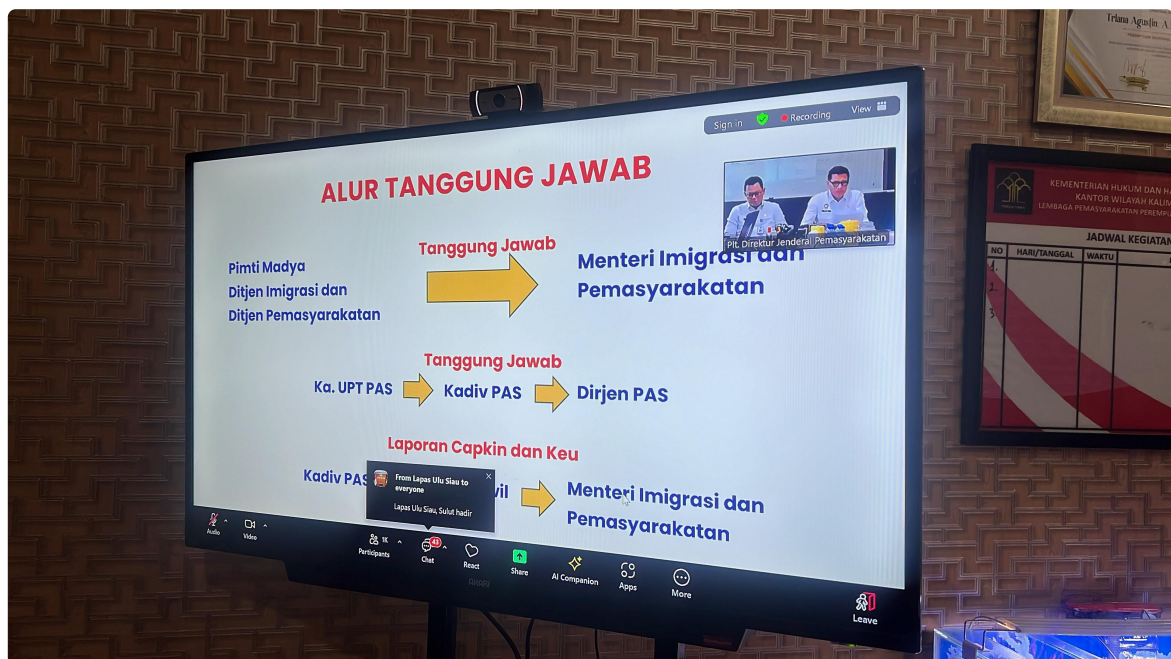 Sign in
Recording
View
ALUR TANGGUNG JAWAB
Plt. Direktur Jenderal Pemasyarakatan
Tanggung Jawab
Pimti Madya
Ditjen Imigrasi dan
Ditjen Pemasyarakatan
Menteri Imigrasi dan
Pemasyarakatan
Tanggung Jawab
Ka. UPT PAS
Kadiv PAS
Dirjen PAS
Laporan Capkin dan Keu
Kadiv PAS
Menteri Imigrasi dan
Pemasyarakatan
From Lapas Ulu Siau to
everyone
Lapas Ulu Siau, Sulut hadir
Audio
Video
1K
Participants
43
Chat
React
Share
AI Companion
Apps
More
Leave
Triana Agustin
KEMENTERIAN HUKUM DAN
KANTOR WILAYAH
LEMBAGA PEMASYARAKATAN
JADWAL KEGIATAN
NO
HARI/TANGGAL
WAKTU
1.
2.
3